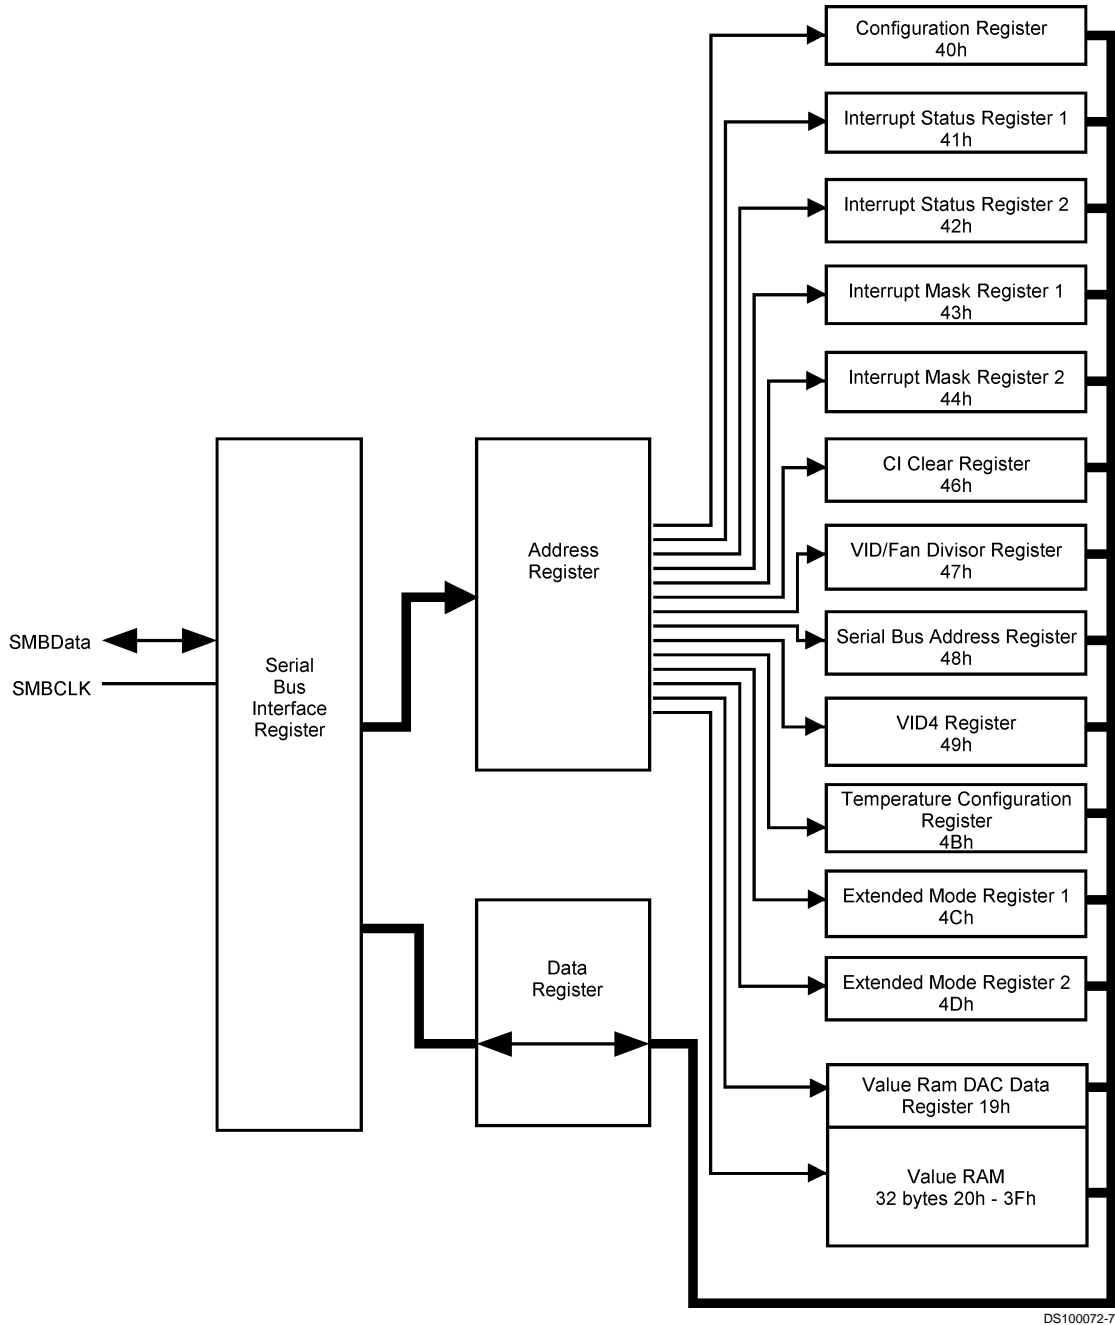 Configuration Register
40h
Interrupt Status Register 1
41h
Interrupt Status Register 2
42h
Interrupt Mask Register 1
43h
Interrupt Mask Register 2
44h
CI Clear Register
46h
VID/Fan Divisor Register
47h
Serial Bus Address Register
48h
VID4 Register
49h
Temperature Configuration
Register
4Bh
Extended Mode Register 1
4Ch
Extended Mode Register 2
4Dh
Value Ram DAC Data
Register 19h
Value RAM
32 bytes 20h - 3Fh
Address
Register
SMBData
SMBCLK
Serial
Bus
Interface
Register
Data
Register
DS100072-7